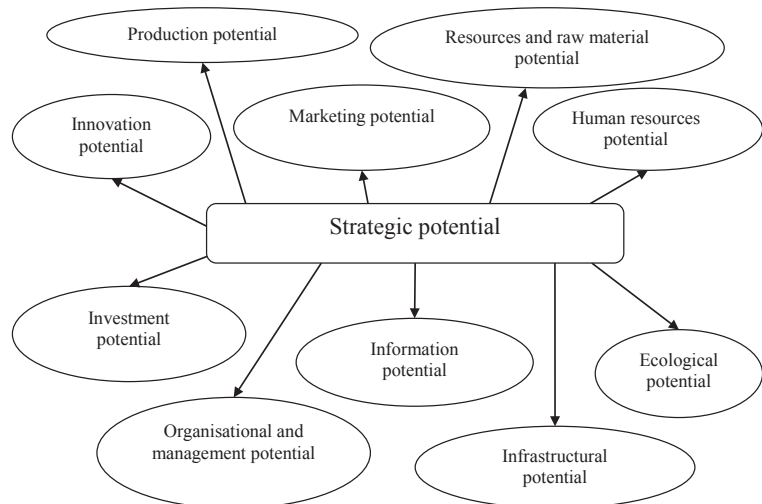 Production potential
Resources and raw material
potential
Innovation
potential
Marketing potential
Human resources
potential
Strategic potential
Investment
potential
Information
potential
Ecological
potential
Organisational and
management potential
Infrastructural
potential